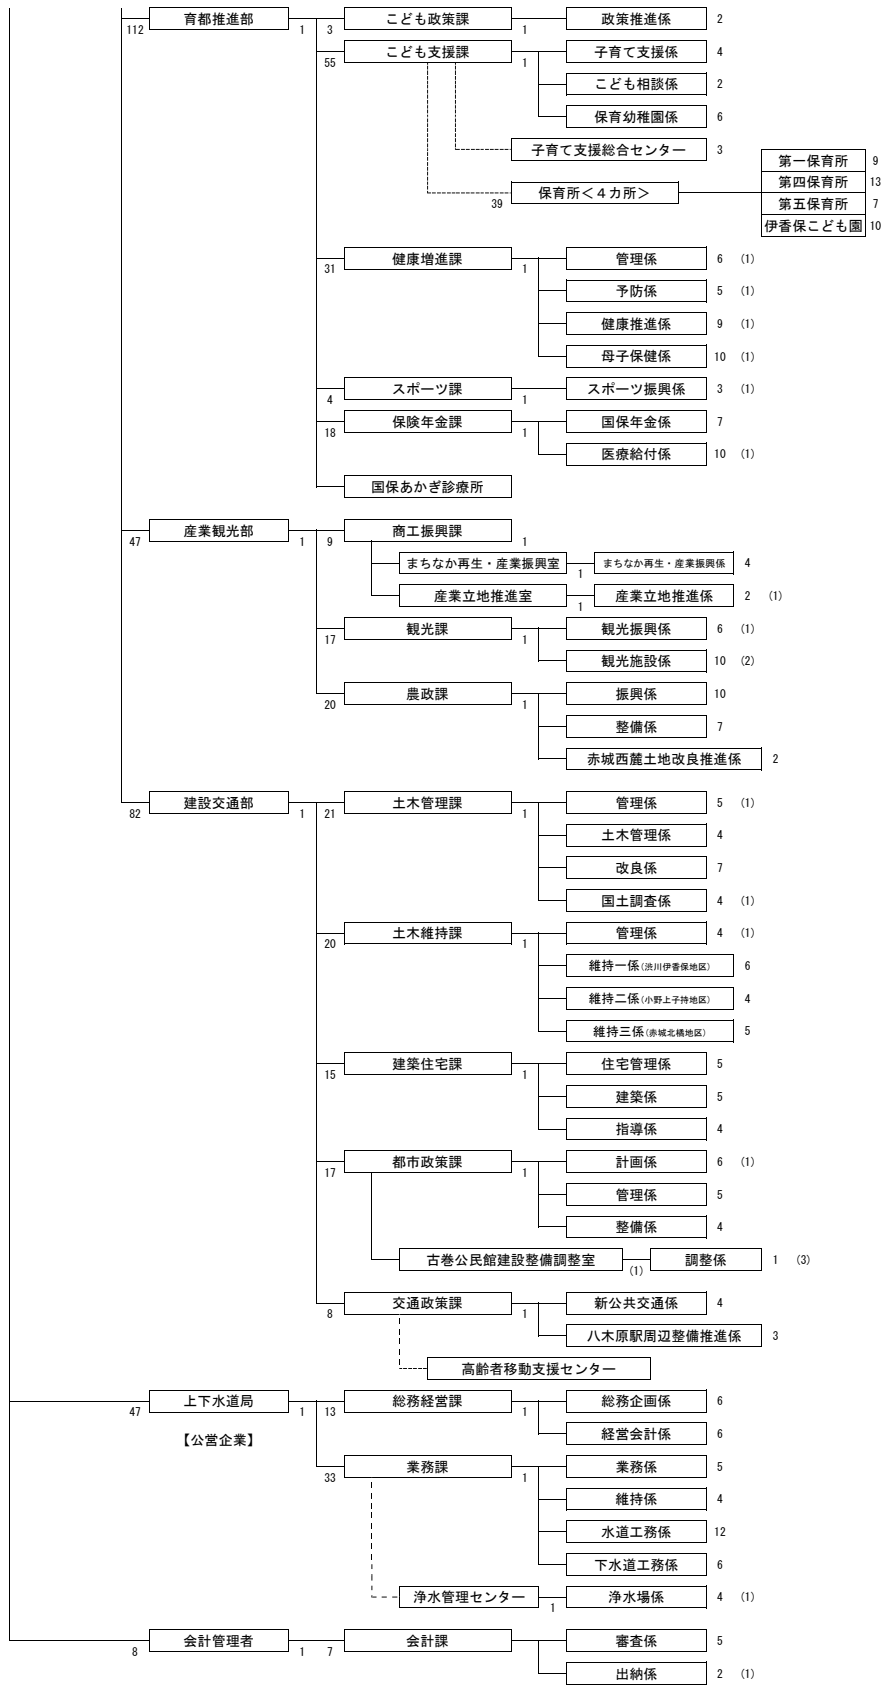 育都推進部 こども政策課 政策推進係 2
112 1 3 1
こども支援課 子育て支援係 4
55 1
こども相談係 2
保育幼稚園係 6
子育て支援総合センター 3
第一保育所 9
第四保育所 13
保育所＜４カ所＞
39
第五保育所 7
伊香保こども園 10
健康増進課 管理係 6 (1)
31 1
予防係 5 (1)
健康推進係 9 (1)
母子保健係 10 (1)
スポーツ課 スポーツ振興係 3 (1)
4 1
保険年金課 国保年金係 7
18 1
医療給付係 10 (1)
国保あかぎ診療所
産業観光部 商工振興課
47 1 9 1
まちなか再生・産業振興室 まちなか再生・産業振興係 4
1
産業立地推進室 産業立地推進係 2 (1)
1
観光課 観光振興係 6 (1)
17 1
観光施設係 10 (2)
農政課 振興係 10
20 1
整備係 7
赤城西麓土地改良推進係 2
建設交通部 土木管理課 管理係 5 (1)
82 1 21 1
土木管理係 4
改良係 7
国土調査係 4 (1)
土木維持課 管理係 4 (1)
20 1
維持一係(渋川伊香保地区) 6
維持二係(小野上子持地区) 4
維持三係(赤城北橘地区) 5
建築住宅課 住宅管理係 5
15 1
建築係 5
指導係 4
都市政策課 計画係 6 (1)
17 1
管理係 5
整備係 4
古巻公民館建設整備調整室 調整係 1 (3)
(1)
交通政策課 新公共交通係 4
8 1
八木原駅周辺整備推進係 3
高齢者移動支援センター
上下水道局 総務経営課 総務企画係 6
47 1 13 1
【公営企業】
経営会計係 6
業務課 業務係 5
33 1
維持係 4
水道工務係 12
下水道工務係 6
浄水管理センター 浄水場係 4 (1)
1
会計管理者 会計課 審査係 5
8 1 7
出納係 2 (1)